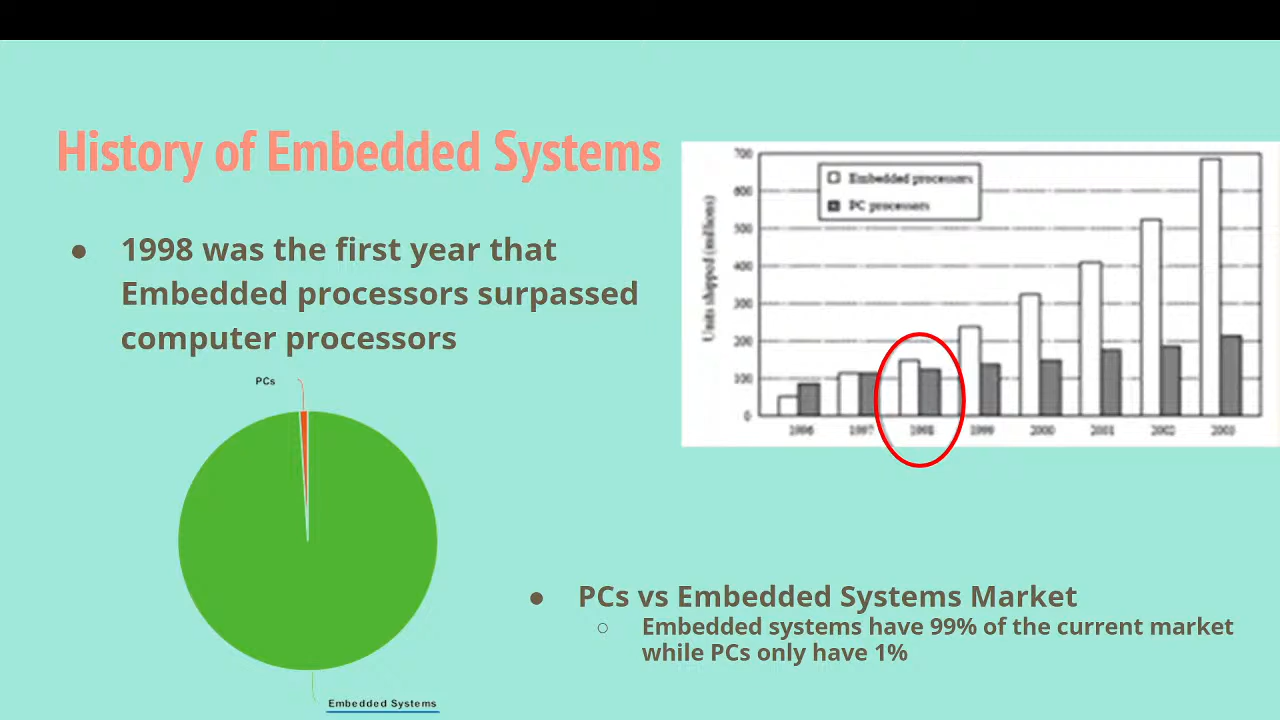 History of Embedded Systems
● 1998 was the first year that
Embedded processors surpassed
computer processors
PCs
Embedded Systems
Units shipped (millions)
700
600
500
400
300
200
100
0
Embedded processors
PC processors
1996
1997
1998
1999
2000
2001
2002
2003
● PCs vs Embedded Systems Market
○ Embedded systems have 99% of the current market
while PCs only have 1%